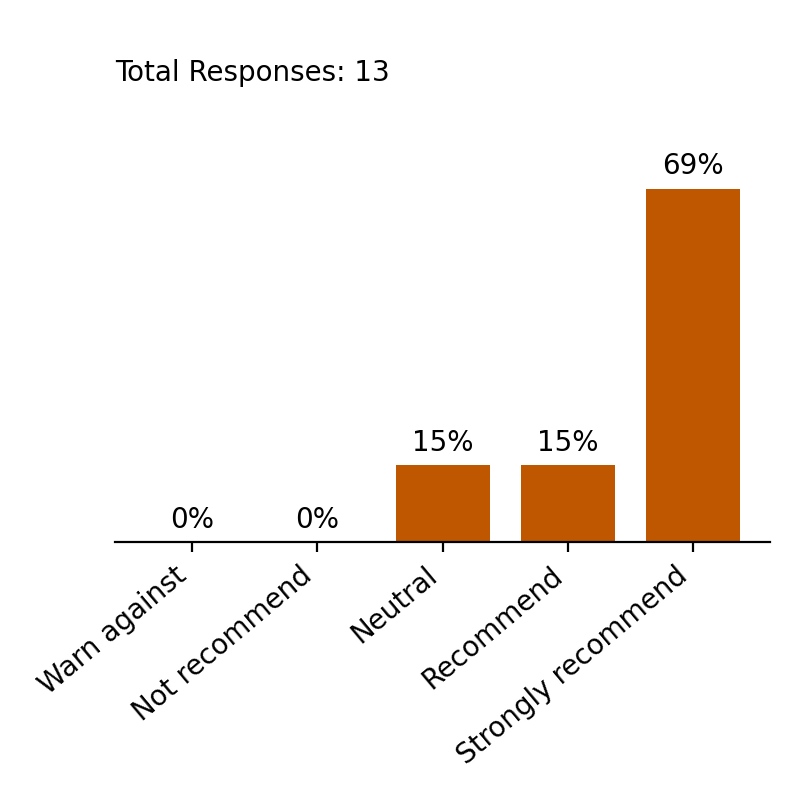 Total Responses: 13
69%
15%
15%
0%
0%
Warn against
Not recommend
Neutral
Recommend
Strongly recommend